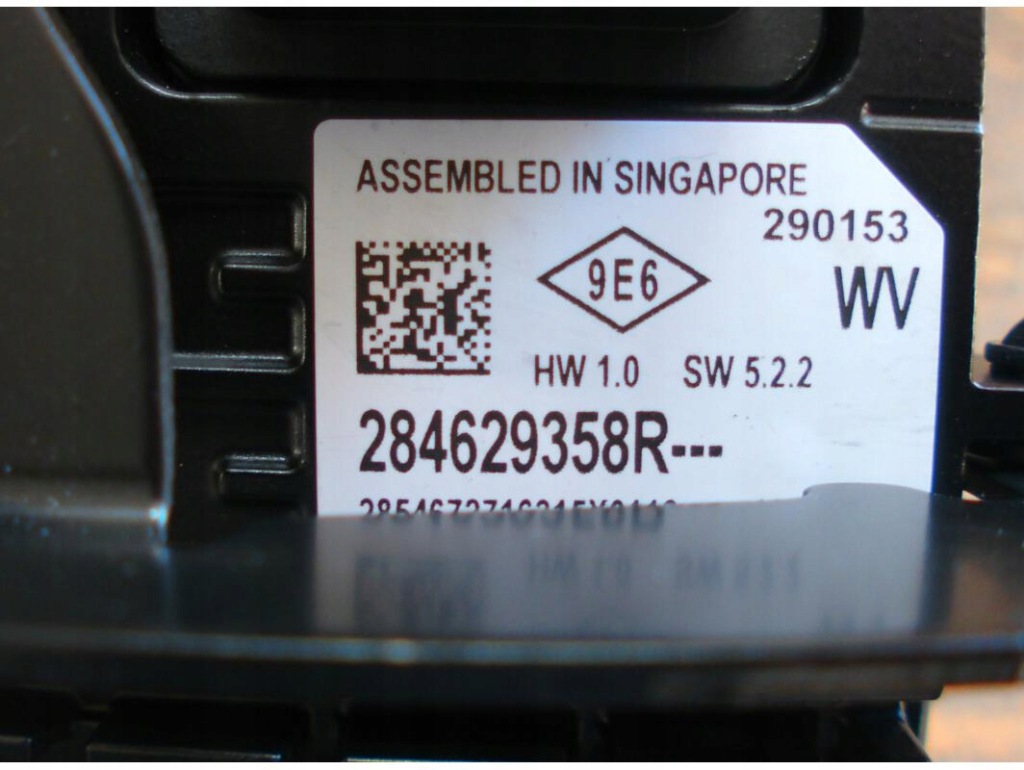 ASSEMBLED IN SINGAPORE
290153
9E6
WV
HW 1.0 SW 5.2.2
284629358R---